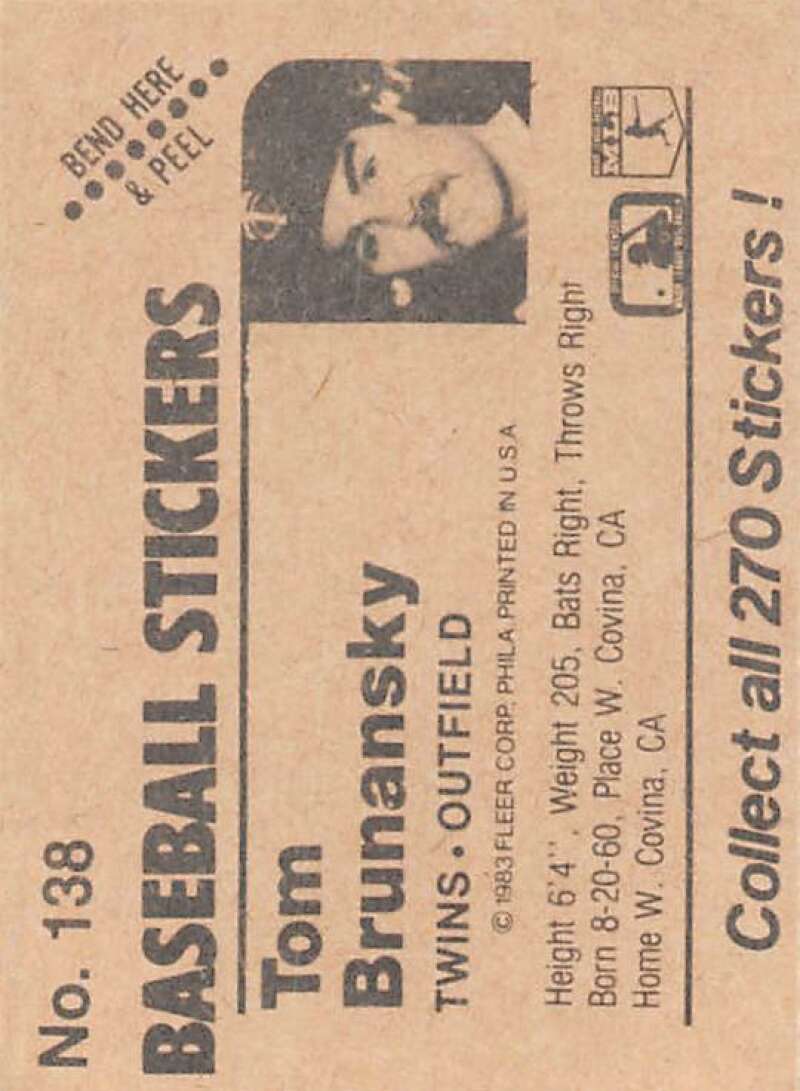 No. 138
BEND HERE
& PEEL
BASEBALL STICKERS
Tom
Brunansky
TWINS • OUTFIELD
© 1983 FLEER CORP. PHILA. PRINTED IN U.S.A
Height 6'4", Weight 205, Bats Right, Throws Right
Born 8-20-60, Place W. Covina, CA
Home W. Covina, CA
MLB
Collect all 270 Stickers!